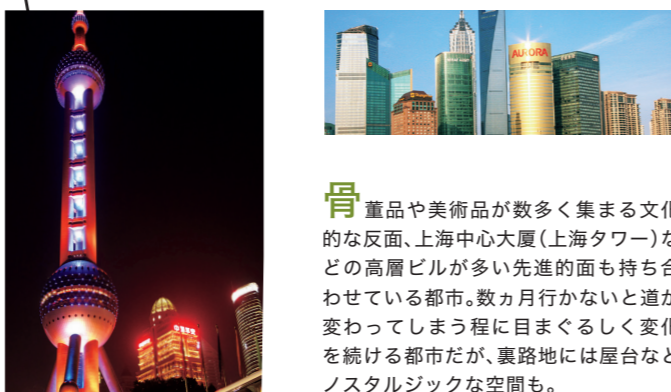 AURORA
骨董品や美術品が数多く集まる文化
的な反面、上海中心大厦（上海タワー）な
どの高層ビルが多い先進的面も持ち合
わせている都市。数ヵ月行かないと道が
変わってしまう程に目まぐるしく変化
を続ける都市だが、裏路地には屋台など
ノスタルジックな空間も。